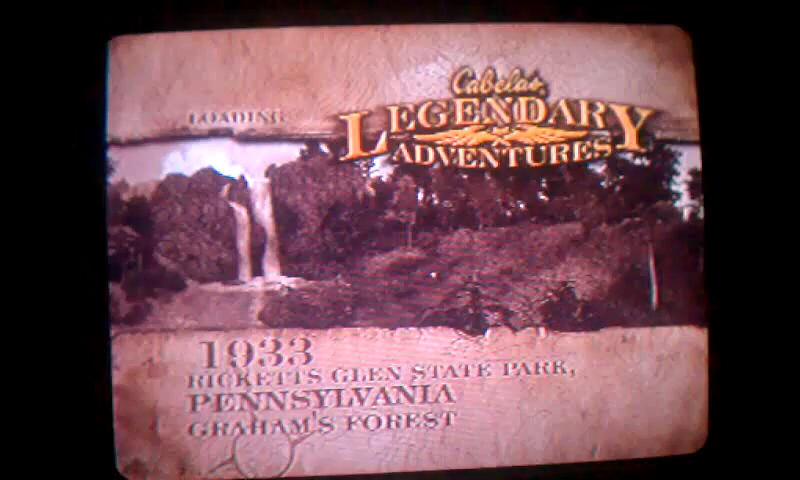 LOADING
Cabela's
LEGENDARY
ADVENTURES
1933
RICKETTS GLEN STATE PARK,
PENNSYLVANIA
GRAHAM'S FOREST